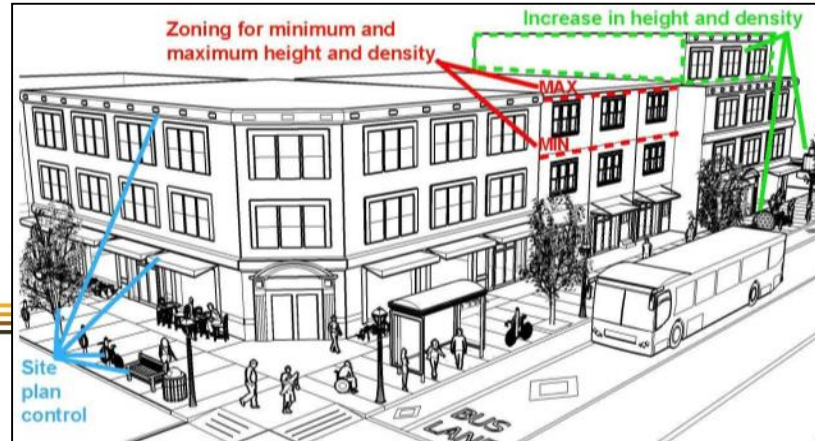 Increase in height and density
Zoning for minimum and
maximum height and density
MAX
MIN
Site
plan
control
BUS
LANE